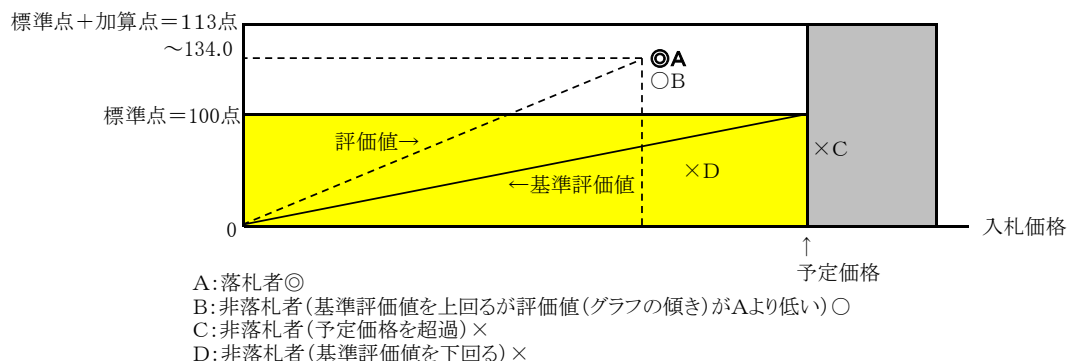 標準点+加算点=113点
~134.0
◎A
○B
標準点=100点
評価値→
×C
×D
←基準評価値
0
入札価格
↑
予定価格
A:落札者◎
B:非落札者(基準評価値を上回るが評価値(グラフの傾き)がAより低い)○
C:非落札者(予定価格を超過)×
D:非落札者(基準評価値を下回る)×